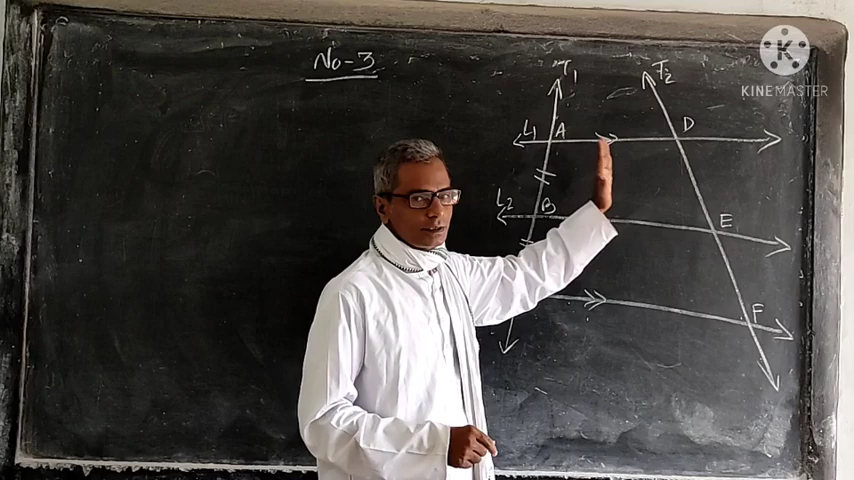 No-3
T1
T2
L1 A D
L2 B E
F
KINEMASTER